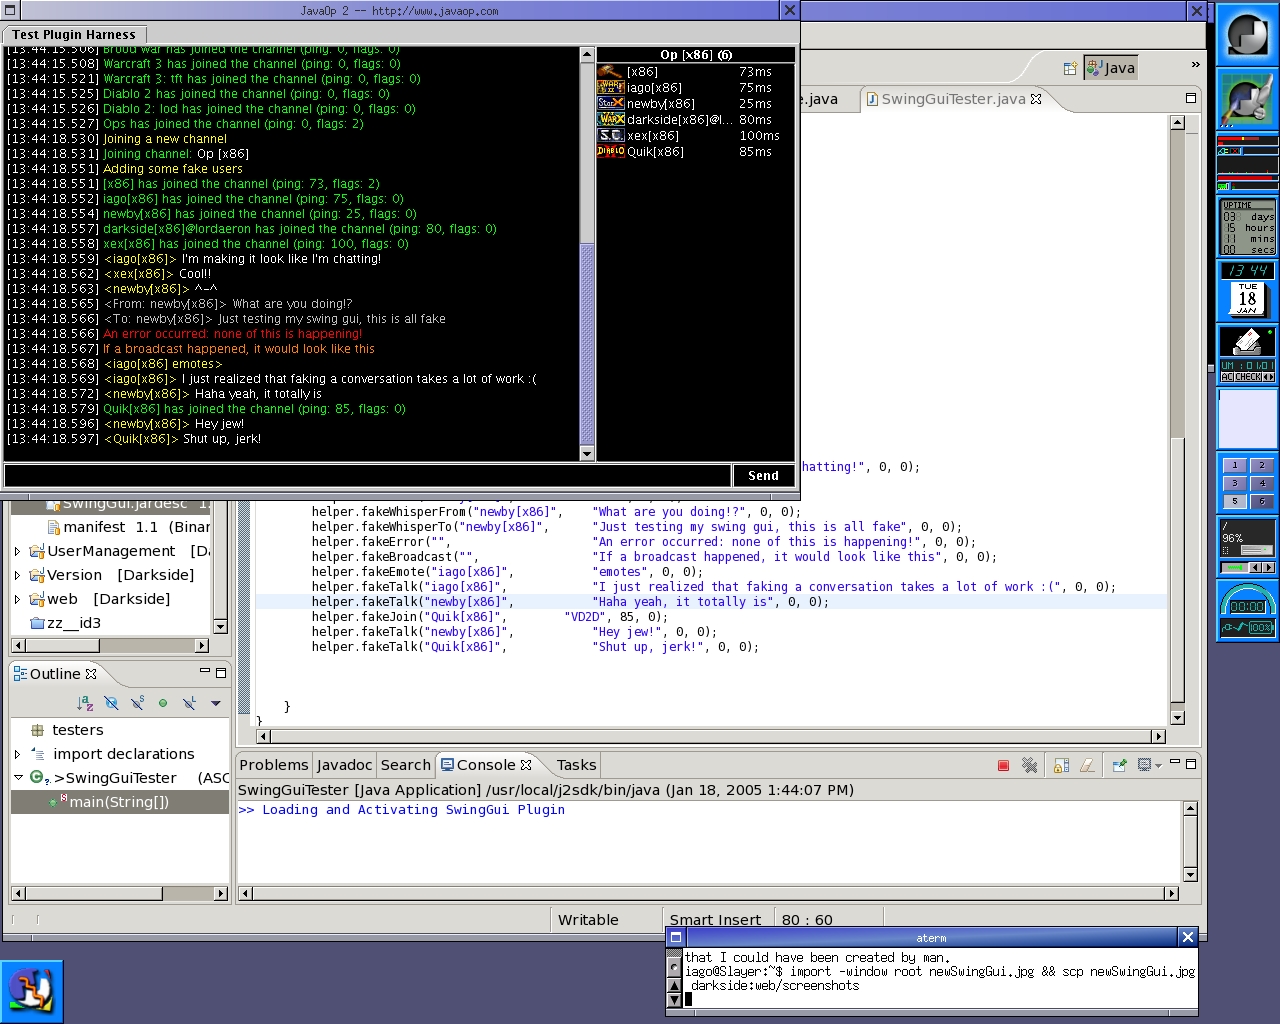 JavaOp 2 -- http://www.javaop.com
Test Plugin Harness
[13:44:15.506] Brood War has joined the channel (ping: 0, flags: 0)
[13:44:15.508] Warcraft 3 has joined the channel (ping: 0, flags: 0)
[13:44:15.521] Warcraft 3: tft has joined the channel (ping: 0, flags: 0)
[13:44:15.525] Diablo 2 has joined the channel (ping: 0, flags: 0)
[13:44:15.526] Diablo 2: lod has joined the channel (ping: 0, flags: 0)
[13:44:15.527] Ops has joined the channel (ping: 0, flags: 2)
[13:44:18.530] Joining a new channel
[13:44:18.531] Joining channel: Op [x86]
[13:44:18.551] Adding some fake users
[13:44:18.551] [x86] has joined the channel (ping: 73, flags: 2)
[13:44:18.552] iago[x86] has joined the channel (ping: 75, flags: 0)
[13:44:18.554] newby[x86] has joined the channel (ping: 25, flags: 0)
[13:44:18.557] darkside[x86]@lordaeron has joined the channel (ping: 80, flags: 0)
[13:44:18.558] xex[x86] has joined the channel (ping: 100, flags: 0)
[13:44:18.559] <iago[x86]> I'm making it look like I'm chatting!
[13:44:18.562] <xex[x86]> Cool!!
[13:44:18.563] <newby[x86]> ^-^
[13:44:18.565] <From: newby[x86]> What are you doing!?
[13:44:18.566] <To: newby[x86]> Just testing my swing gui, this is all fake
[13:44:18.566] An error occurred: none of this is happening!
[13:44:18.567] If a broadcast happened, it would look like this
[13:44:18.568] <iago[x86] emotes>
[13:44:18.569] <iago[x86]> I just realized that faking a conversation takes a lot of work :(
[13:44:18.572] <newby[x86]> Haha yeah, it totally is
[13:44:18.579] Quik[x86] has joined the channel (ping: 85, flags: 0)
[13:44:18.596] <newby[x86]> Hey jew!
[13:44:18.597] <Quik[x86]> Shut up, jerk!
Op [x86] (6)
[x86] 73ms
iago[x86] 75ms
newby[x86] 25ms
darkside[x86]@l... 80ms
xex[x86] 100ms
Quik[x86] 85ms
Send
Java
»
e.java
SwingGuiTester.java
hatting!", 0, 0);
helper.fakeWhisperFrom("newby[x86]", "What are you doing!?", 0, 0);
helper.fakeWhisperTo("newby[x86]", "Just testing my swing gui, this is all fake", 0, 0);
helper.fakeError("", "An error occurred: none of this is happening!", 0, 0);
helper.fakeBroadcast("", "If a broadcast happened, it would look like this", 0, 0);
helper.fakeEmote("iago[x86]", "emotes", 0, 0);
helper.fakeTalk("iago[x86]", "I just realized that faking a conversation takes a lot of work :(", 0, 0);
helper.fakeTalk("newby[x86]", "Haha yeah, it totally is", 0, 0);
helper.fakeJoin("Quik[x86]", "VD2D", 85, 0);
helper.fakeTalk("newby[x86]", "Hey jew!", 0, 0);
helper.fakeTalk("Quik[x86]", "Shut up, jerk!", 0, 0);
}
}
SwingGui.jardesc 1.
manifest 1.1 (Binar
UserManagement [Da
Version [Darkside]
web [Darkside]
zz__id3
Outline
testers
import declarations
>SwingGuiTester (ASC
main(String[])
Problems Javadoc Search Console Tasks
SwingGuiTester [Java Application] /usr/local/j2sdk/bin/java (Jan 18, 2005 1:44:07 PM)
>> Loading and Activating SwingGui Plugin
Writable Smart Insert 80 : 60
aterm
that I could have been created by man.
iago@Slayer:~$ import -window root newSwingGui.jpg && scp newSwingGui.jpg
darkside:web/screenshots
UPTIME
03 days
15 hours
11 mins
00 secs
13 44
TUE
18
JAN
AC CHECK
1 2
3 4
5 6
/
96%
00:00
100%